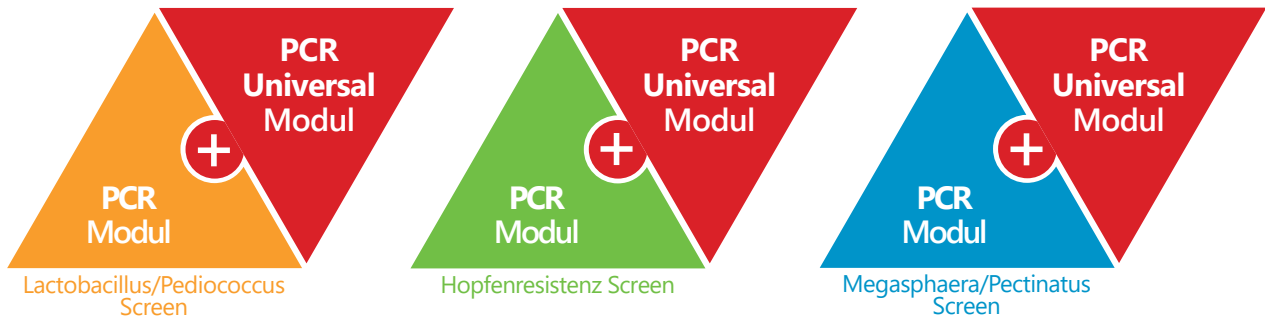 PCR
Universal
Modul
+
PCR
Modul
Lactobacillus/Pediococcus
Screen
PCR
Universal
Modul
+
PCR
Modul
Hopfenresistenz Screen
PCR
Universal
Modul
+
PCR
Modul
Megasphaera/Pectinatus
Screen